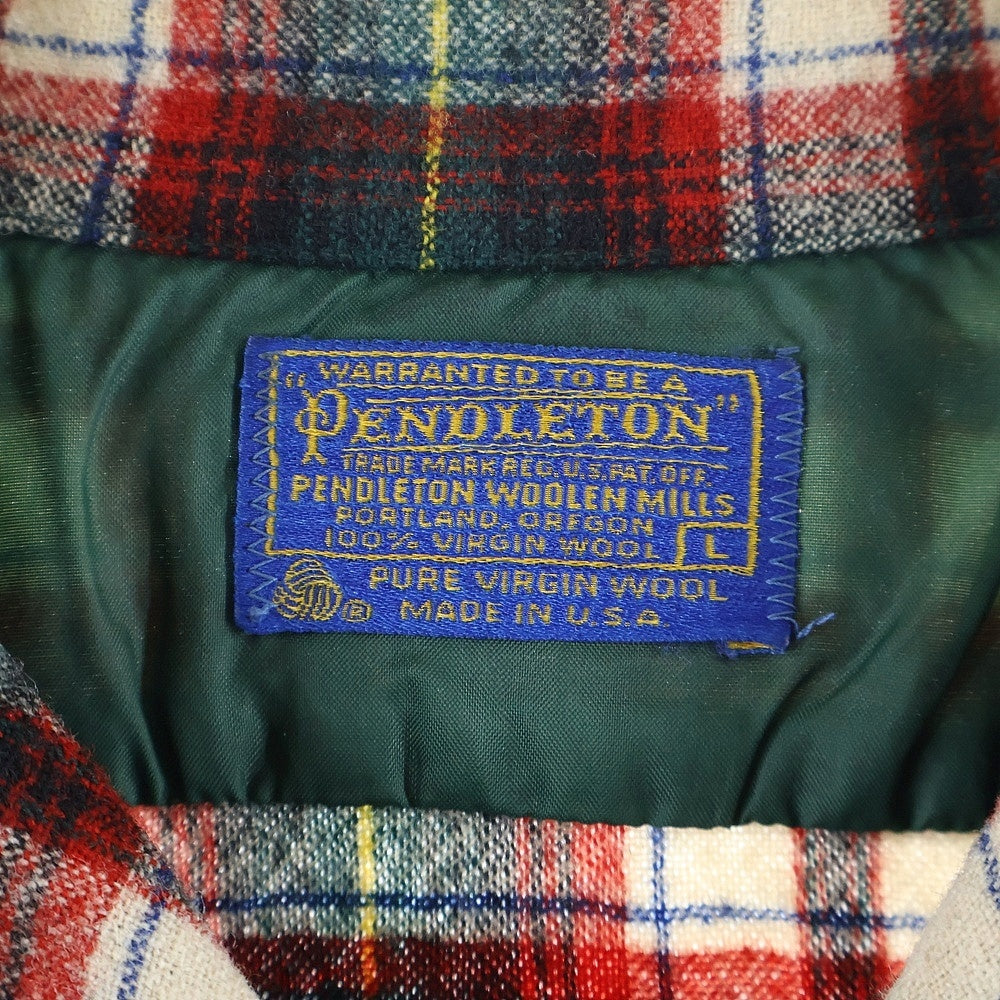 WARRANTED TO BE A
"PENDLETON"
TRADE MARK REG. U.S. PAT. OFF.
PENDLETON WOOLEN MILLS
PORTLAND, OREGON
100% VIRGIN WOOL L
PURE VIRGIN WOOL
® MADE IN U.S.A.